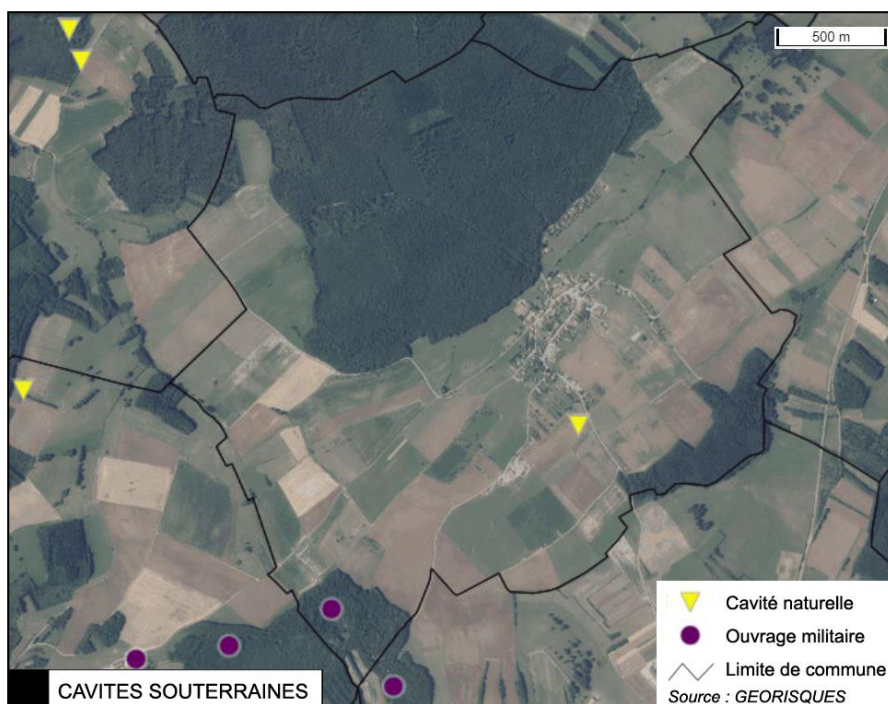 500 m
Cavité naturelle
Ouvrage militaire
Limite de commune
Source : GEORISQUES
CAVITES SOUTERRAINES